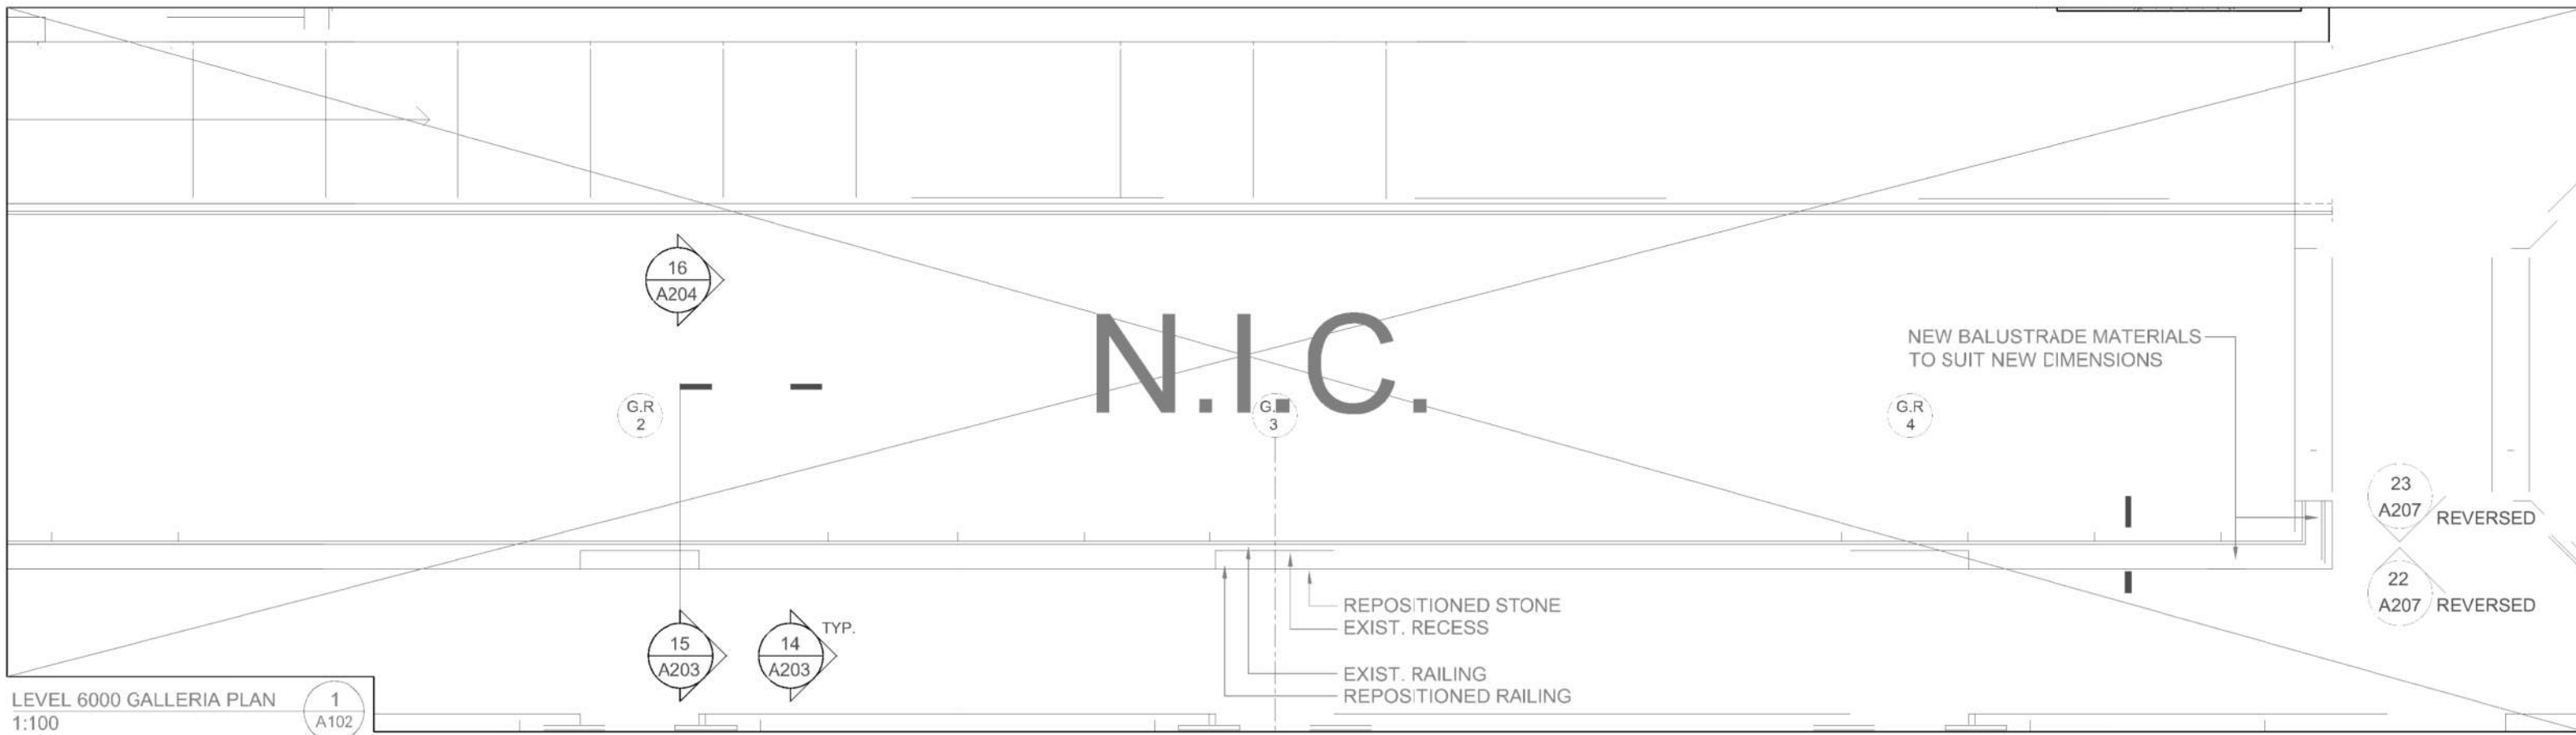 16
A204
N.I.C.
NEW BALUSTRADE MATERIALS
TO SUIT NEW DIMENSIONS
G.R
2
G.
3
G.R
4
23
A207
REVERSED
22
A207
REVERSED
REPOSITIONED STONE
EXIST. RECESS
15
A203
14
A203
TYP.
EXIST. RAILING
REPOSITIONED RAILING
LEVEL 6000 GALLERIA PLAN
1:100
1
A102